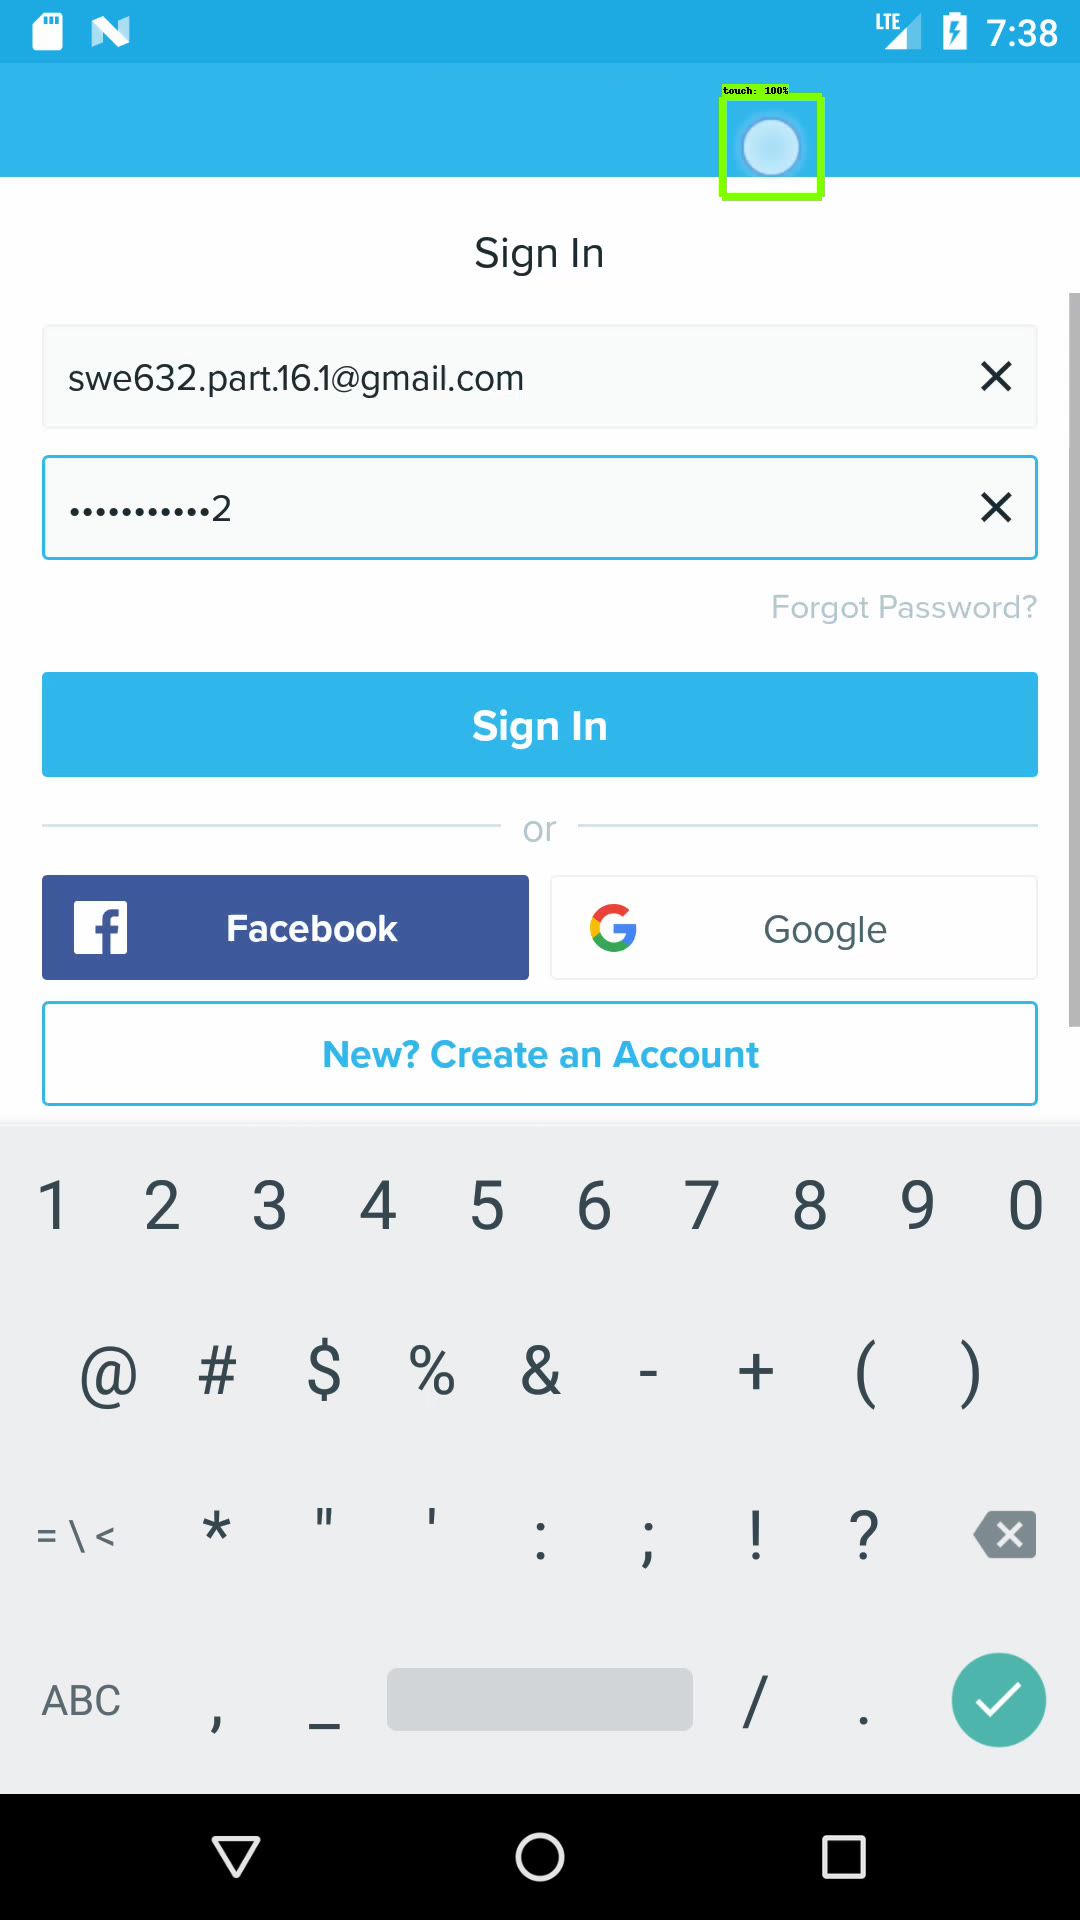 LTE 7:38
touch: 100%
Sign In
swe632.part.16.1@gmail.com
•••••••••••2
Forgot Password?
Sign In
or
Facebook Google
New? Create an Account
1 2 3 4 5 6 7 8 9 0
@ # $ % & - + ( )
= \ < * " ' : ; ! ?
ABC , _ / .